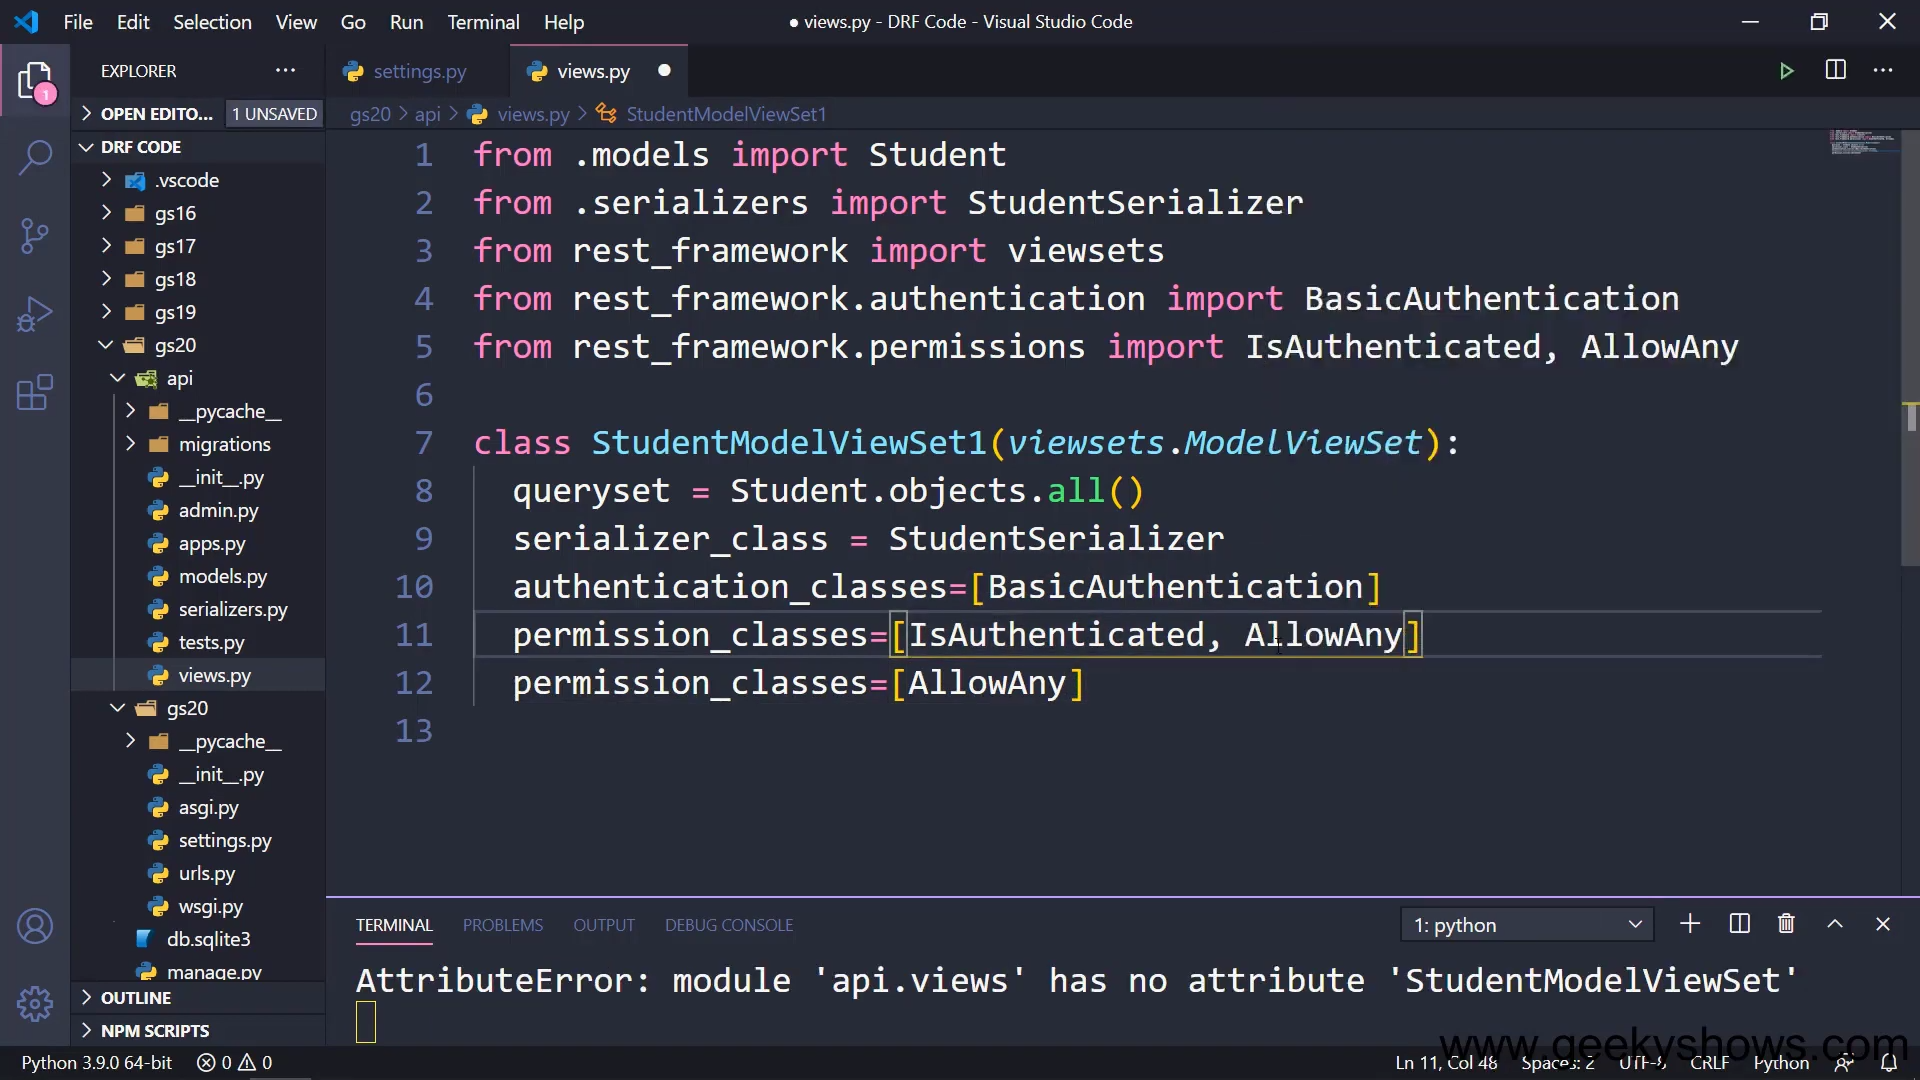 File Edit Selection View Go Run Terminal Help
● views.py - DRF Code - Visual Studio Code
EXPLORER
1
OPEN EDITO... 1 UNSAVED
DRF CODE
.vscode
gs16
gs17
gs18
gs19
gs20
api
__pycache__
migrations
__init__.py
admin.py
apps.py
models.py
serializers.py
tests.py
views.py
gs20
__pycache__
__init__.py
asgi.py
settings.py
urls.py
wsgi.py
db.sqlite3
manage.py
OUTLINE
NPM SCRIPTS
settings.py views.py
gs20 > api > views.py > StudentModelViewSet1
1 from .models import Student
2 from .serializers import StudentSerializer
3 from rest_framework import viewsets
4 from rest_framework.authentication import BasicAuthentication
5 from rest_framework.permissions import IsAuthenticated, AllowAny
6
7 class StudentModelViewSet1(viewsets.ModelViewSet):
8 queryset = Student.objects.all()
9 serializer_class = StudentSerializer
10 authentication_classes=[BasicAuthentication]
11 permission_classes=[IsAuthenticated, AllowAny]
12 permission_classes=[AllowAny]
13
TERMINAL PROBLEMS OUTPUT DEBUG CONSOLE 1: python
AttributeError: module 'api.views' has no attribute 'StudentModelViewSet'
www.geekyshows.com
Python 3.9.0 64-bit 0 0 Ln 11, Col 48 Spaces: 2 UTF-8 CRLF Python